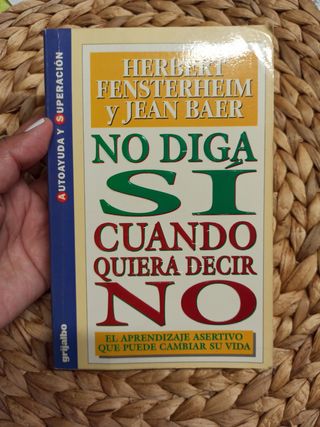 HERBERT
FENSTERHEIM
y JEAN BAER
NO DIGA
SÍ
CUANDO
QUIERA DECIR
NO
EL APRENDIZAJE ASERTIVO
QUE PUEDE CAMBIAR SU VIDA
AUTOAYUDA Y SUPERACIÓN
grijalbo